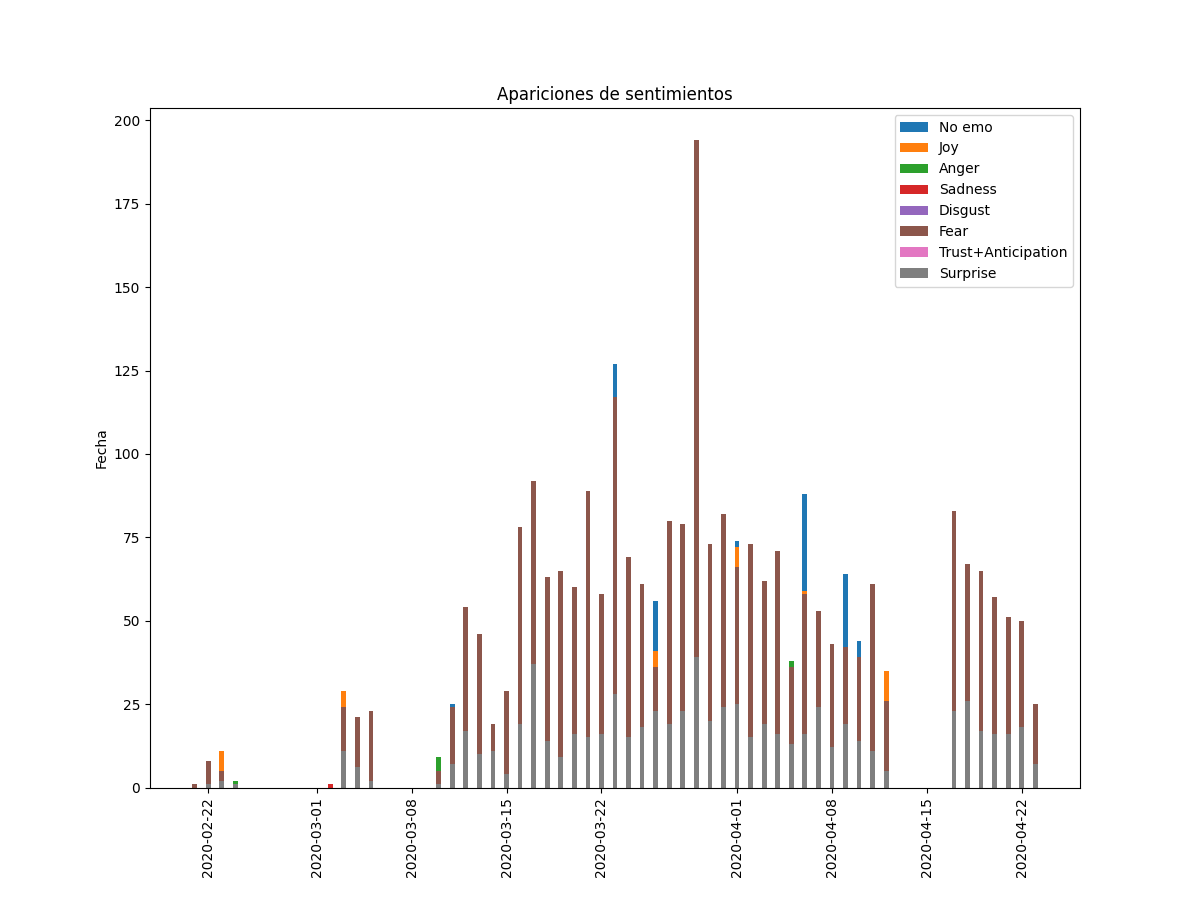 Apariciones de sentimientos
Fecha
200
175
150
125
100
75
50
25
0
No emo
Joy
Anger
Sadness
Disgust
Fear
Trust+Anticipation
Surprise
2020-02-22
2020-03-01
2020-03-08
2020-03-15
2020-03-22
2020-04-01
2020-04-08
2020-04-15
2020-04-22